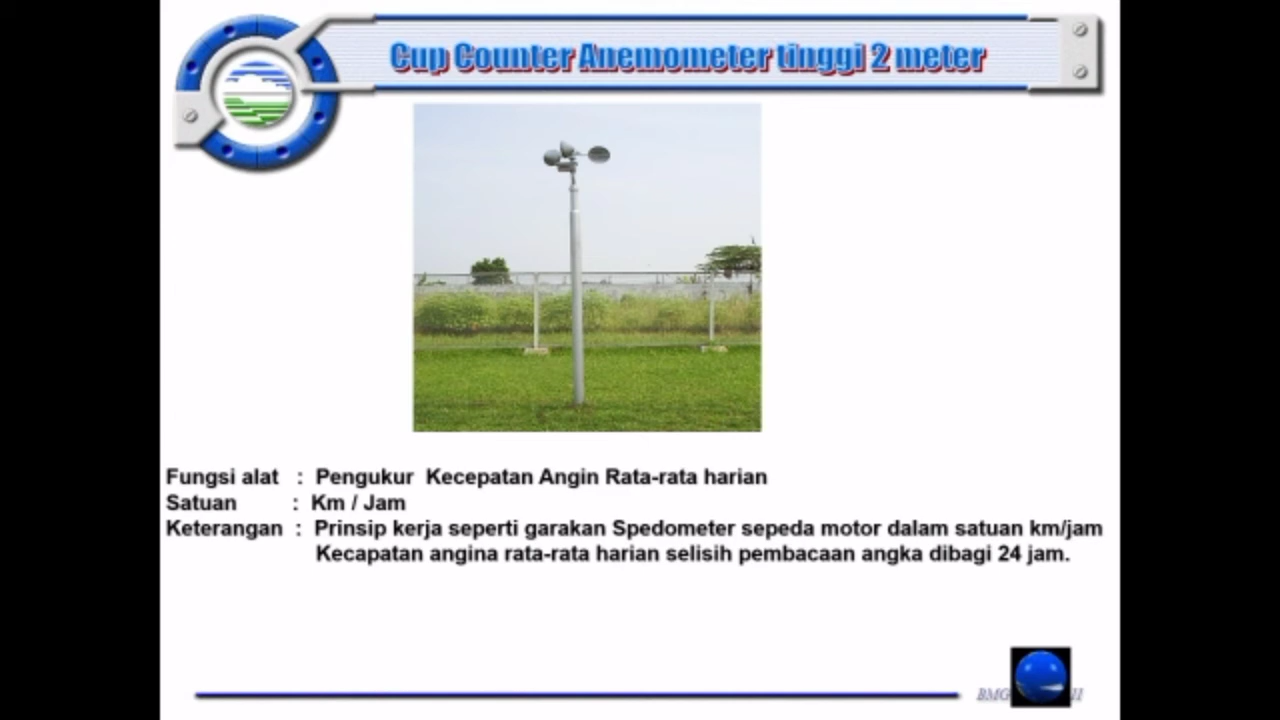 Cup Counter Anemometer tinggi 2 meter
Fungsi alat : Pengukur Kecepatan Angin Rata-rata harian
Satuan : Km / Jam
Keterangan : Prinsip kerja seperti garakan Spedometer sepeda motor dalam satuan km/jam
Kecapatan angina rata-rata harian selisih pembacaan angka dibagi 24 jam.
BMG